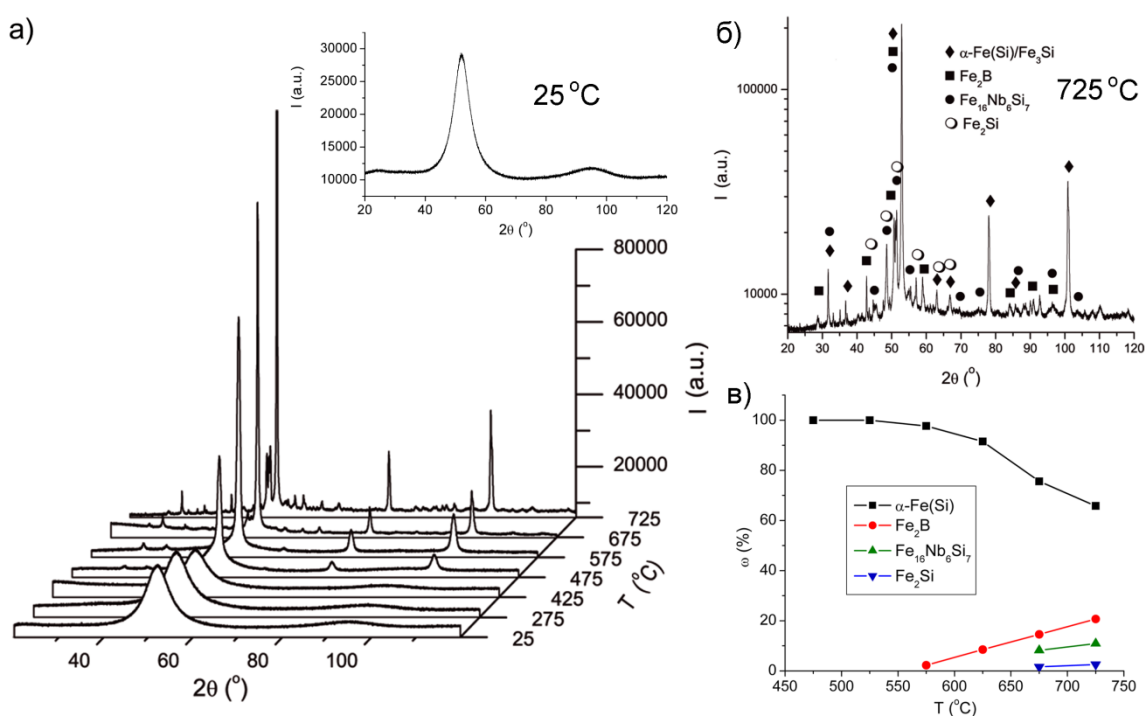 а)
I (a.u.)
30000
25000
20000
15000
10000
20 40 60 80 100 120
2θ (°)
25 °C
80000
60000
40000
20000
I (a.u.)
725
675
575
475
425
275
25
T (°C)
40 60 80 100
2θ (°)
б)
I (a.u.)
100000
10000
♦ α-Fe(Si)/Fe₃Si
■ Fe₂B
● Fe₁₆Nb₆Si₇
○ Fe₂Si
725 °C
20 30 40 50 60 70 80 90 100 110 120
2θ (°)
в)
ω (%)
100
80
60
40
20
0
α-Fe(Si)
Fe₂B
Fe₁₆Nb₆Si₇
Fe₂Si
450 500 550 600 650 700 750
T (°C)